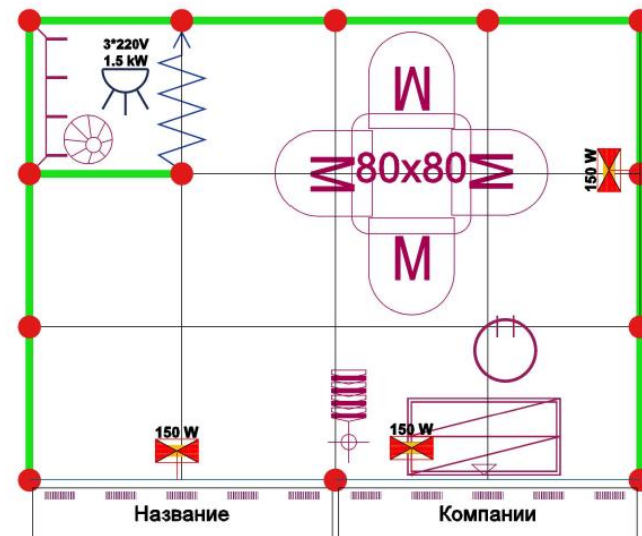 3*220V
1.5 kW
M
M 80x80 M
M
150 W
150 W
150 W
Название
Компании